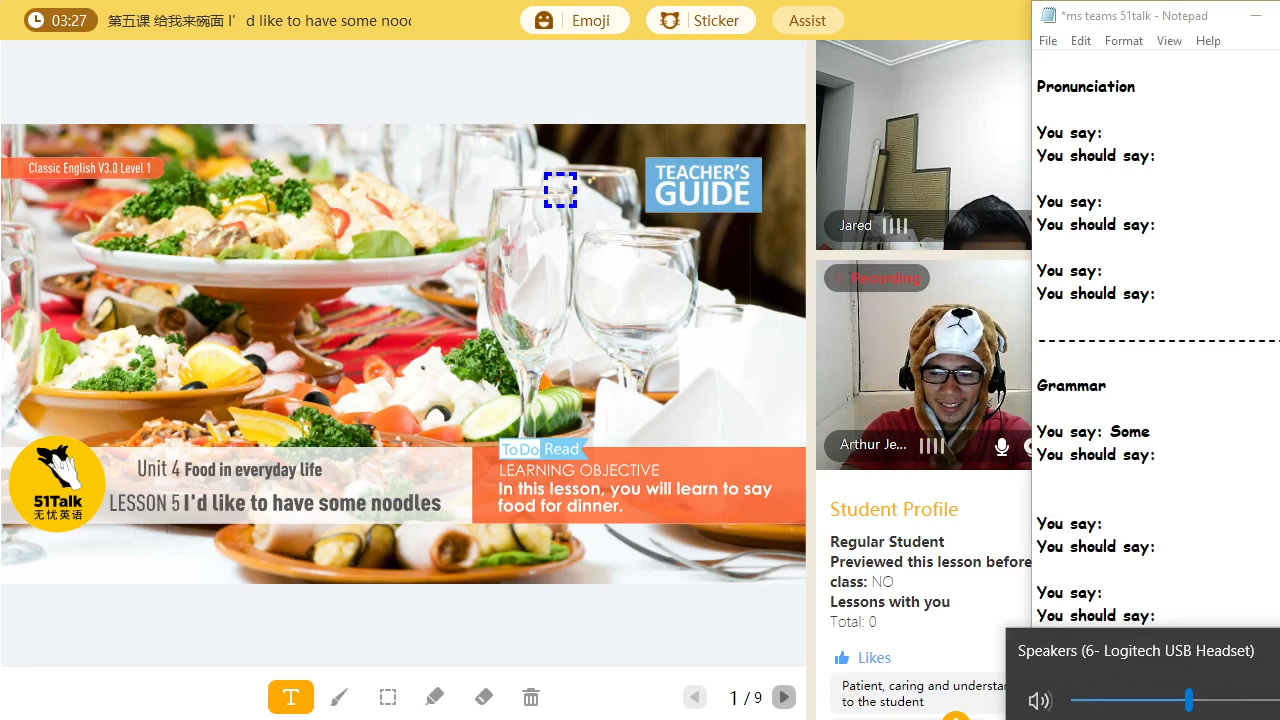 03:27
第五课 给我来碗面 I’d like to have some nood
Emoji
Sticker
Assist
Classic English V3.0 Level 1
TEACHER'S
GUIDE
To Do Read
LEARNING OBJECTIVE
In this lesson, you will learn to say
food for dinner.
Unit 4 Food in everyday life
LESSON 5 I'd like to have some noodles
51Talk
无忧英语
T
1 / 9
Jared
Recording
Arthur Je...
Student Profile
Regular Student
Previewed this lesson before
class: NO
Lessons with you
Total: 0
Likes
Patient, caring and understan
to the student
*ms teams 51talk - Notepad
File Edit Format View Help
Pronunciation
You say:
You should say:
You say:
You should say:
You say:
You should say:
-------------------------
Grammar
You say: Some
You should say:
You say:
You should say:
You say:
You should say:
Speakers (6- Logitech USB Headset)